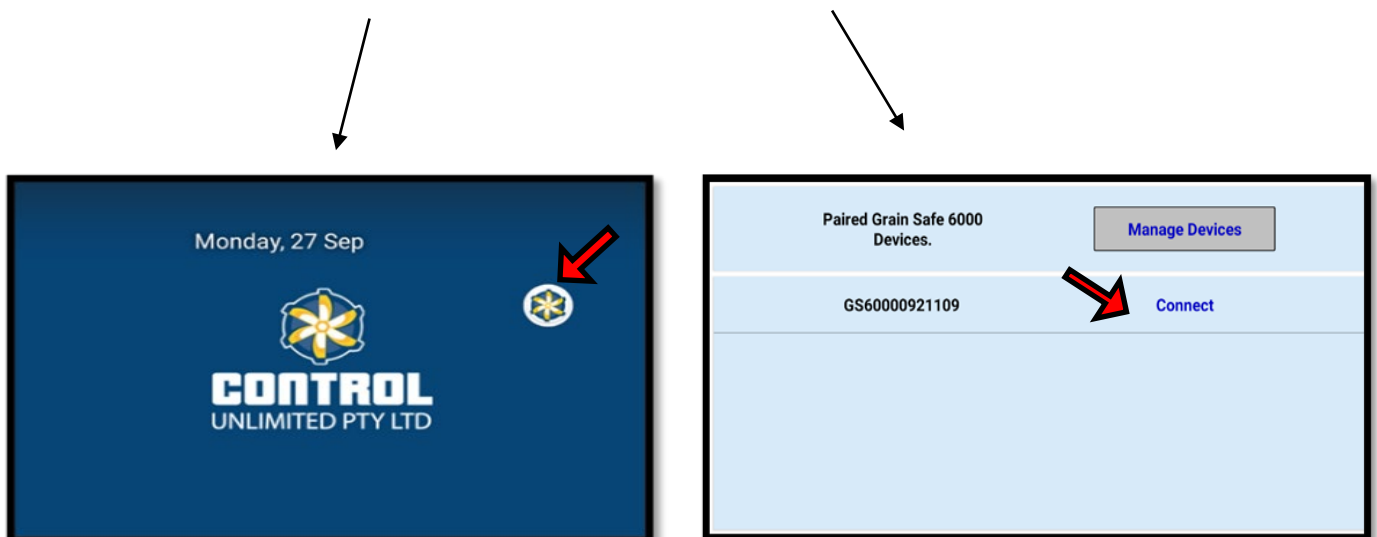 Monday, 27 Sep
CONTROL
UNLIMITED PTY LTD
Paired Grain Safe 6000
Devices.
Manage Devices
GS60000921109
Connect